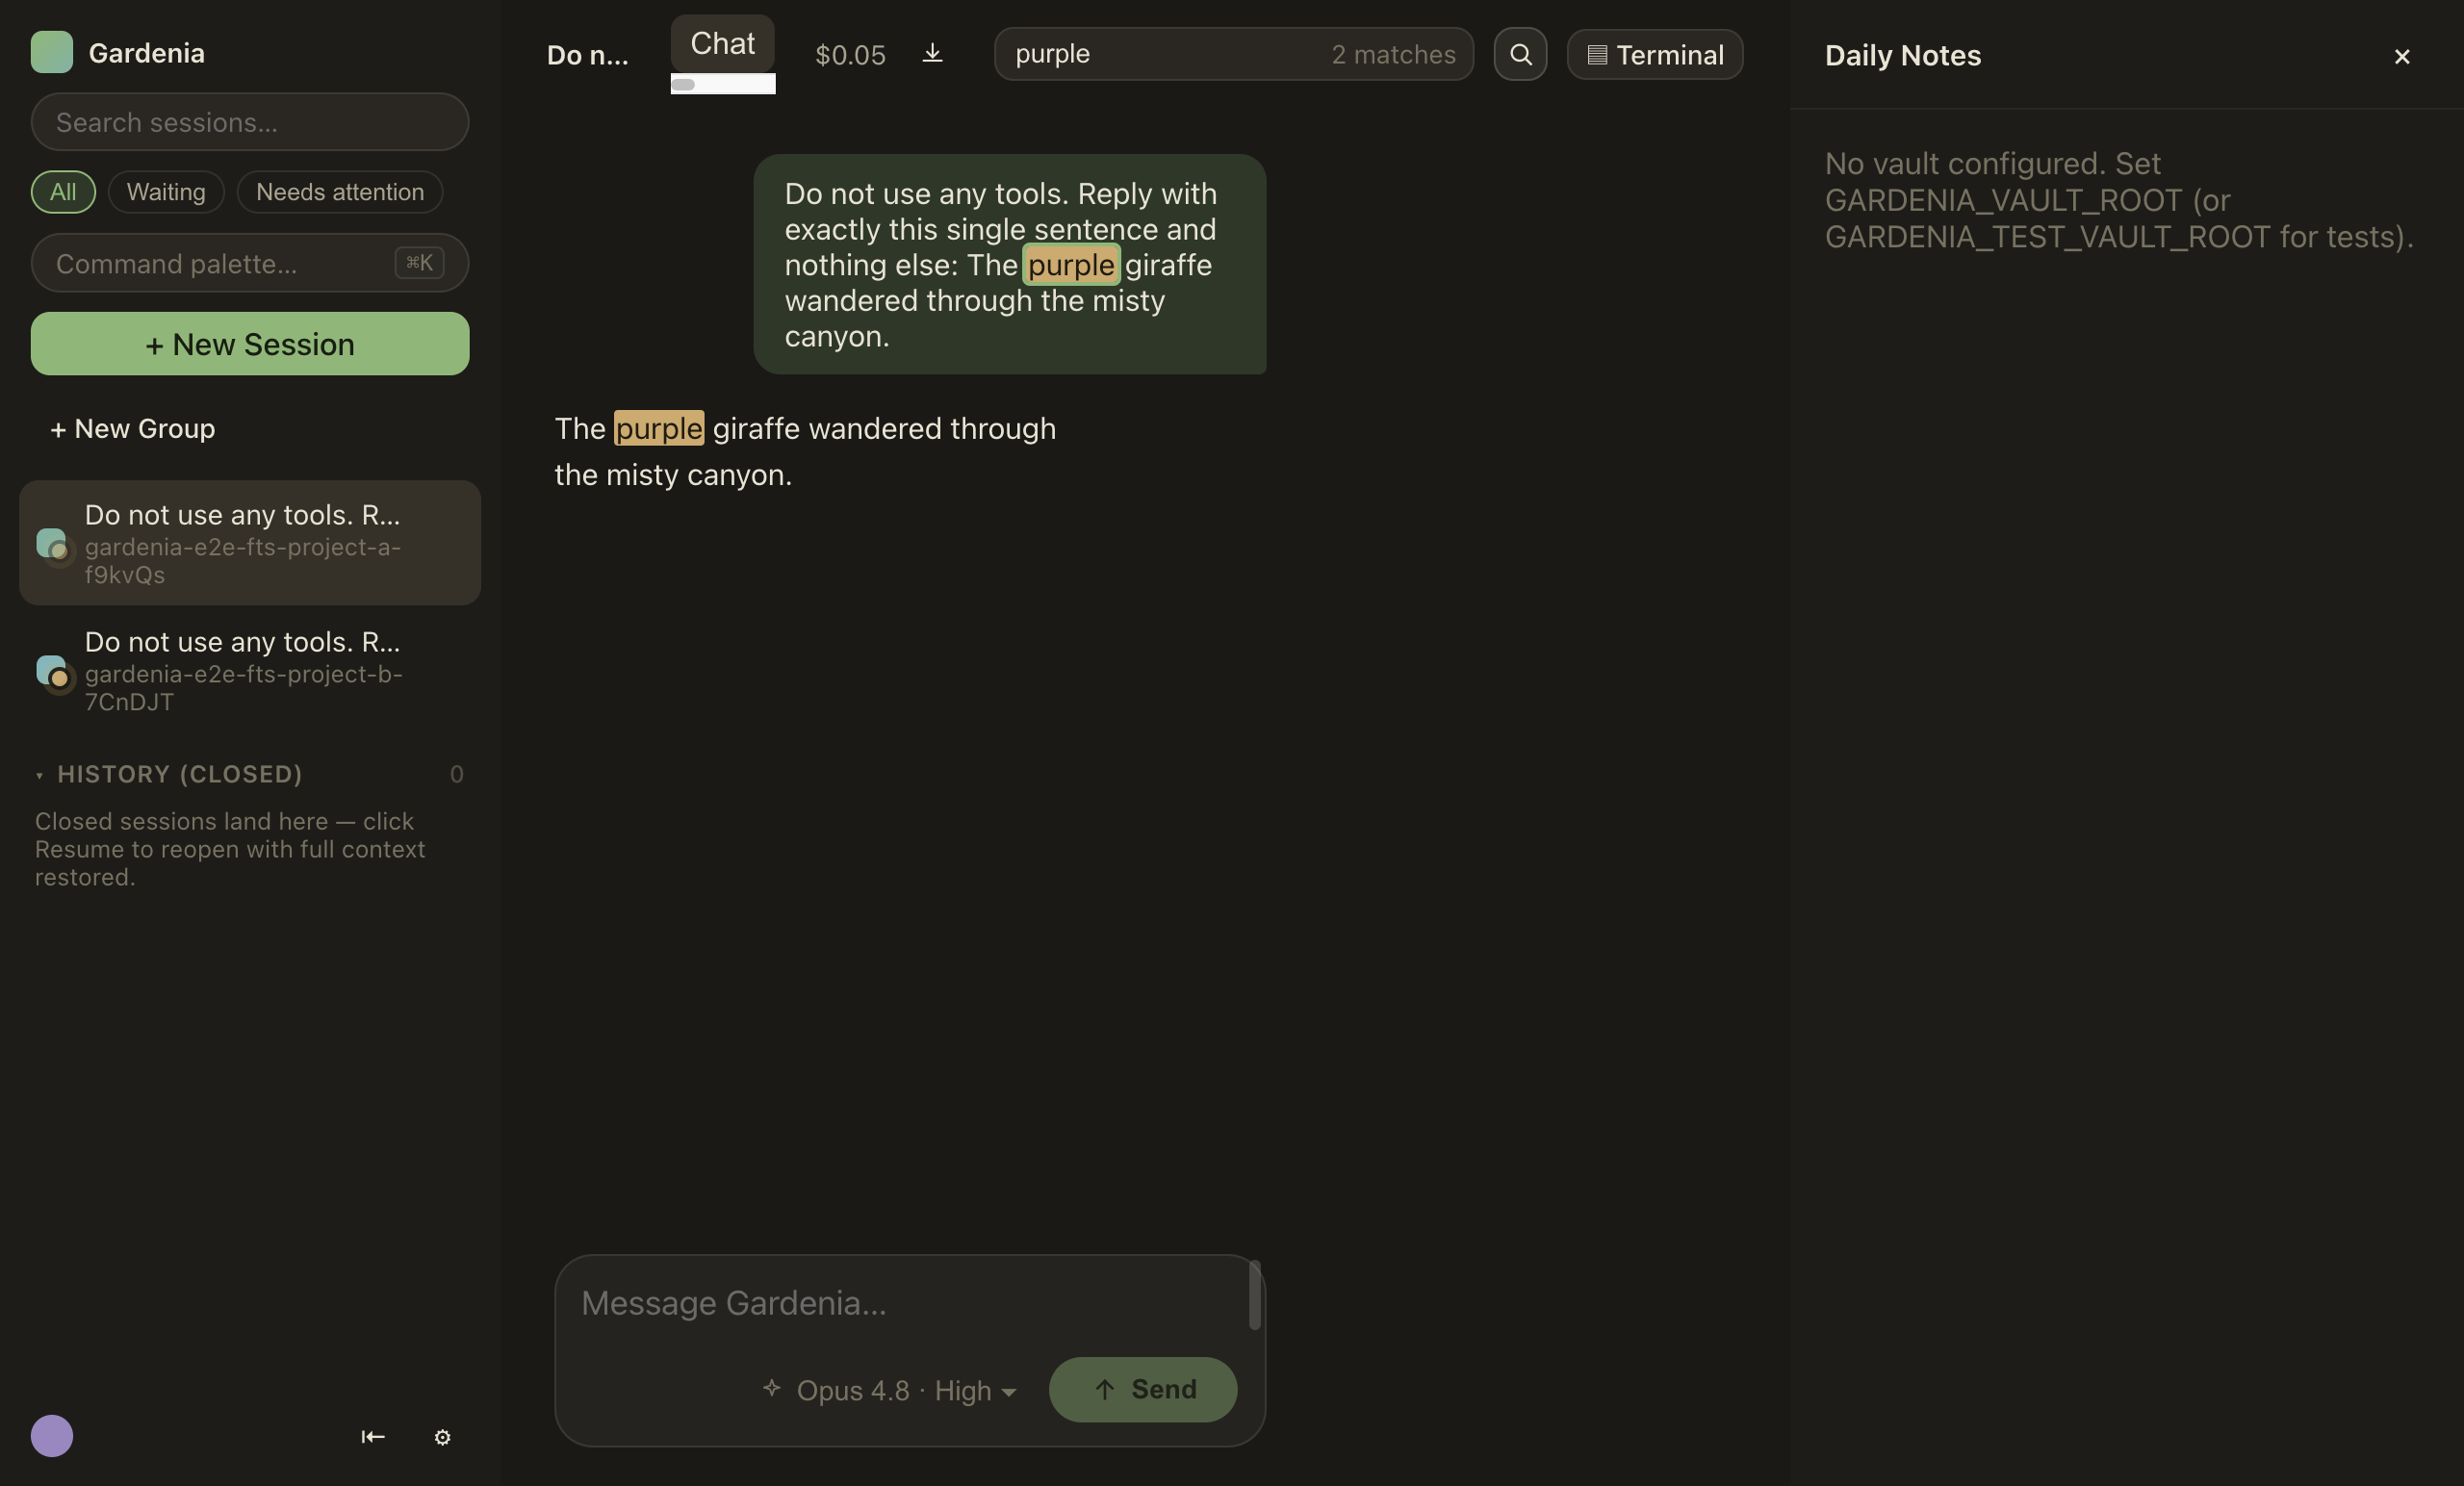 Gardenia
Search sessions...
All
Waiting
Needs attention
Command palette...
⌘K
+ New Session
+ New Group
Do not use any tools. R...
gardenia-e2e-fts-project-a-
f9kvQs
Do not use any tools. R...
gardenia-e2e-fts-project-b-
7CnDJT
▾ HISTORY (CLOSED) 0
Closed sessions land here — click
Resume to reopen with full context
restored.
Do n...
Chat
$0.05
purple
2 matches
Terminal
Do not use any tools. Reply with
exactly this single sentence and
nothing else: The purple giraffe
wandered through the misty
canyon.
The purple giraffe wandered through
the misty canyon.
Message Gardenia...
Opus 4.8 · High
↑ Send
Daily Notes
×
No vault configured. Set
GARDENIA_VAULT_ROOT (or
GARDENIA_TEST_VAULT_ROOT for tests).